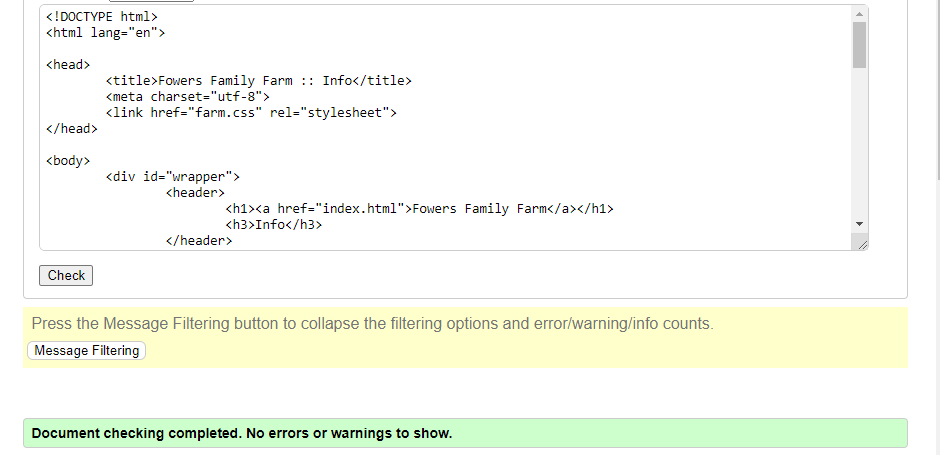 <!DOCTYPE html>
<html lang="en">
<head>
<title>Fowers Family Farm :: Info</title>
<meta charset="utf-8">
<link href="farm.css" rel="stylesheet">
</head>
<body>
<div id="wrapper">
<header>
<h1><a href="index.html">Fowers Family Farm</a></h1>
<h3>Info</h3>
</header>
Check
Press the Message Filtering button to collapse the filtering options and error/warning/info counts.
Message Filtering
Document checking completed. No errors or warnings to show.